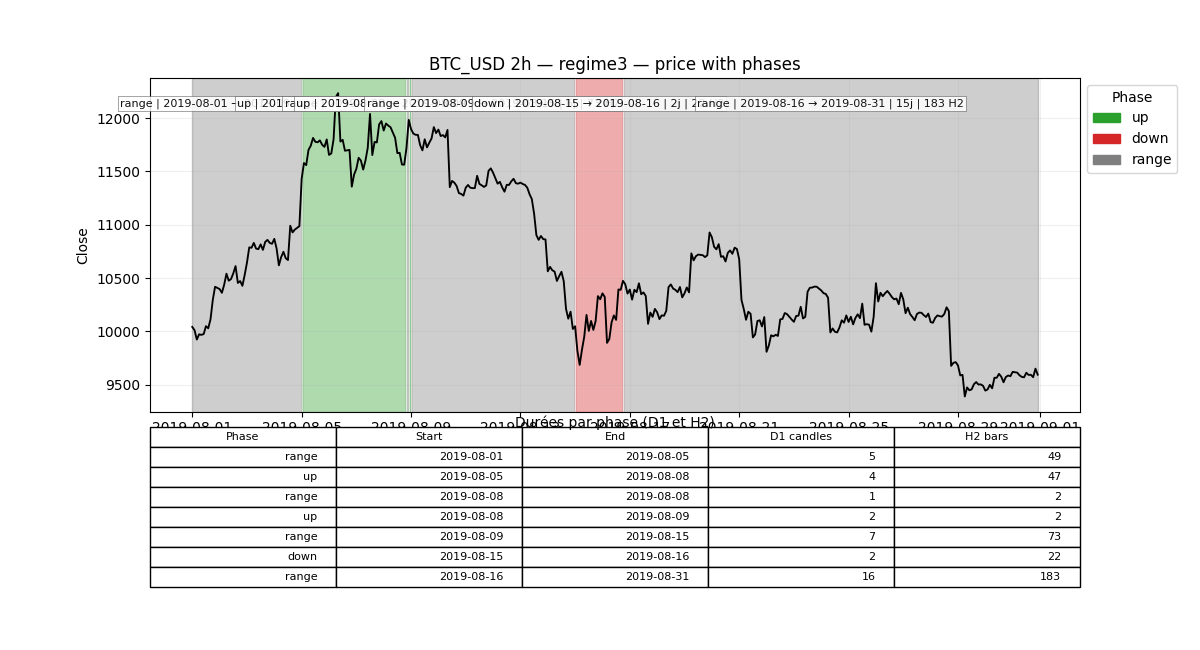 BTC_USD 2h — regime3 — price with phases
range | 2019-08-01 – up | 201 ra up | 2019-08 range | 2019-08-09 down | 2019-08-15 → 2019-08-16 | 2j | 2 range | 2019-08-16 → 2019-08-31 | 15j | 183 H2
Phase
up
down
range
12000
11500
11000
10500
10000
9500
Close
2019-08-01 2019-08-05 2019-08-09 2019-08-21 2019-08-25 2019-08-29 2019-09-01
Durées par phase (D1 et H2)
Phase Start End D1 candles H2 bars
range 2019-08-01 2019-08-05 5 49
up 2019-08-05 2019-08-08 4 47
range 2019-08-08 2019-08-08 1 2
up 2019-08-08 2019-08-09 2 2
range 2019-08-09 2019-08-15 7 73
down 2019-08-15 2019-08-16 2 22
range 2019-08-16 2019-08-31 16 183